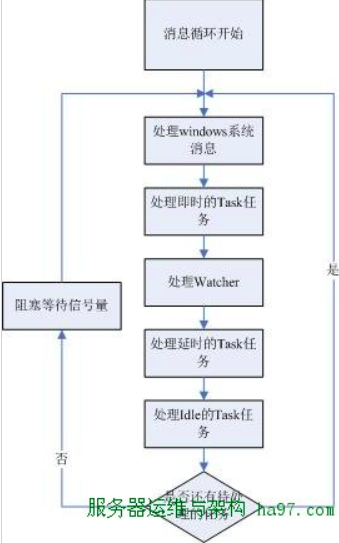 消息循环开始
处理windows系统
消息
处理即时的Task任
务
处理Watcher
是
阻塞等待信号量
处理延时的Task任
务
处理Idle的Task任
务
否
是否还有待处
理的任务
服务器运维与架构 ha97.com